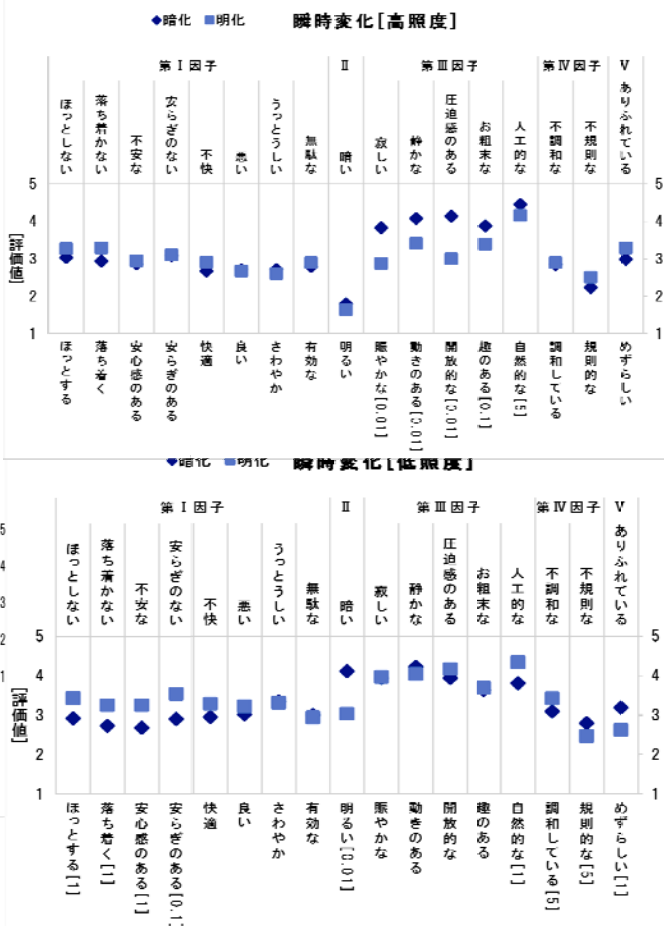 ◆暗化 ■明化 瞬時変化[高照度]
第Ⅰ因子 Ⅱ 第Ⅲ因子 第Ⅳ因子 Ⅴ
ほっとしない
落ち着かない
不安な
安らぎのない
不快
悪い
うっとうしい
無駄な
暗い
寂しい
静かな
圧迫感のある
お粗末な
人工的な
不調和な
不規則な
ありふれている
5 5
4 4
3 3
2 2
1 1
[評価値]
ほっとする
落ち着く
安心感のある
安らぎのある
快適
良い
さわやか
有効な
明るい
賑やかな[0.01]
動きのある[0.01]
開放的な[0.01]
趣のある[0.1]
自然的な[5]
調和している
規則的な
めずらしい
◆暗化 ■明化 瞬時変化[低照度]
第Ⅰ因子 Ⅱ 第Ⅲ因子 第Ⅳ因子 Ⅴ
ほっとしない
落ち着かない
不安な
安らぎのない
不快
悪い
うっとうしい
無駄な
暗い
寂しい
静かな
圧迫感のある
お粗末な
人工的な
不調和な
不規則な
ありふれている
5
4
3
2
1
5 5
4 4
3 3
2 2
1 1
[評価値]
ほっとする[1]
落ち着く[1]
安心感のある[1]
安らぎのある[0.1]
快適
良い
さわやか
有効な
明るい[0.01]
賑やかな
動きのある
開放的な
趣のある
自然的な[1]
調和している[5]
規則的な[5]
めずらしい[1]